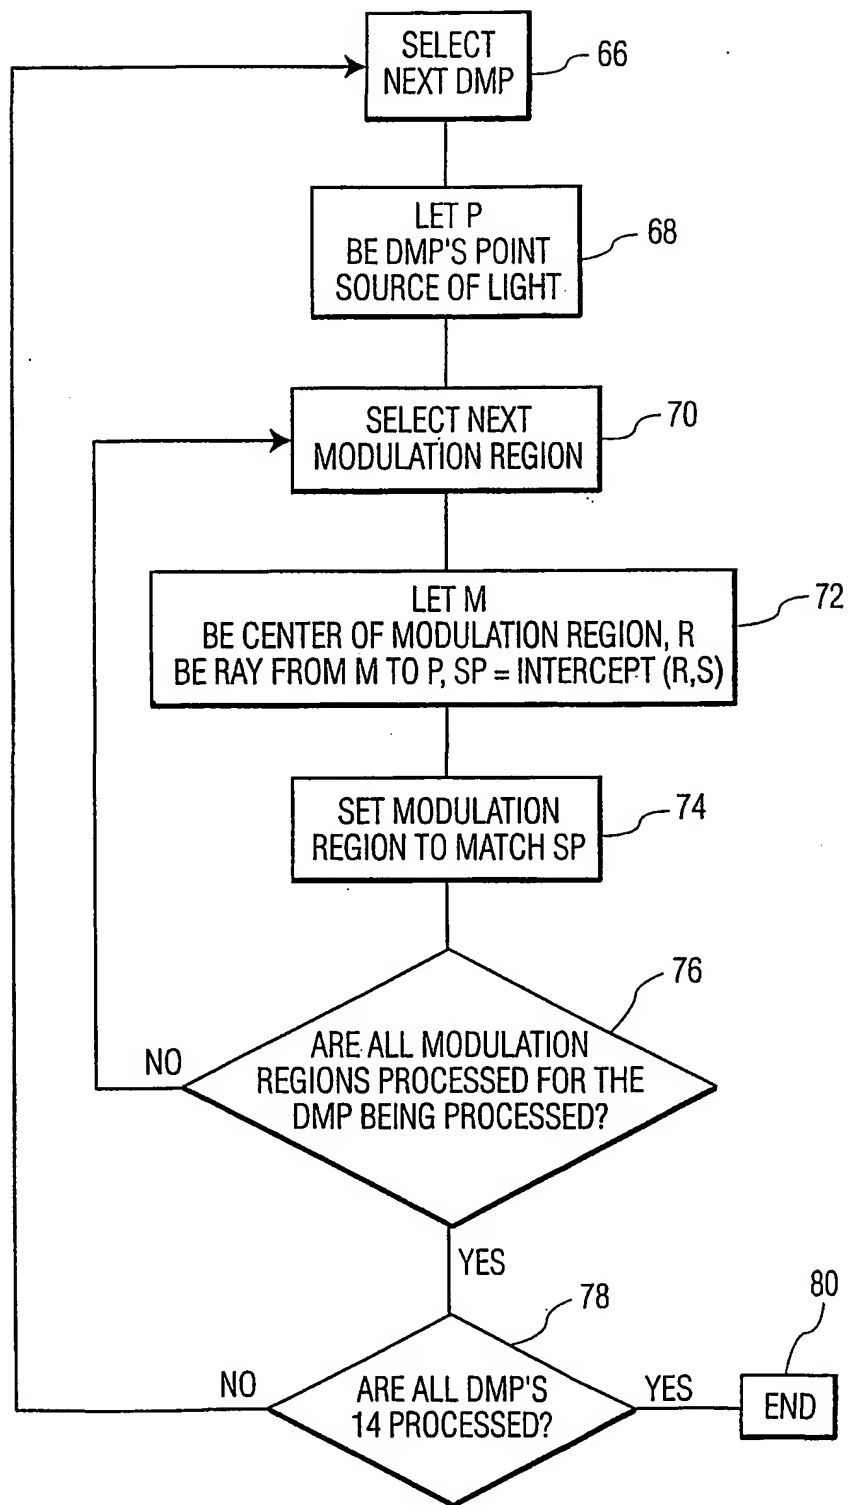 SELECT
NEXT DMP
66
LET P
BE DMP'S POINT
SOURCE OF LIGHT
68
SELECT NEXT
MODULATION REGION
70
LET M
BE CENTER OF MODULATION REGION, R
BE RAY FROM M TO P, SP = INTERCEPT (R,S)
72
SET MODULATION
REGION TO MATCH SP
74
76
ARE ALL MODULATION
REGIONS PROCESSED FOR THE
DMP BEING PROCESSED?
NO
YES
78
ARE ALL DMP'S
14 PROCESSED?
NO
YES
80
END